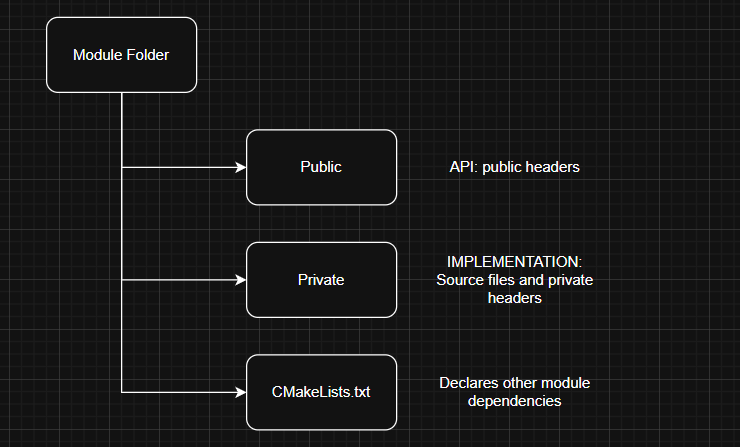 Module Folder
Public
API: public headers
Private
IMPLEMENTATION:
Source files and private
headers
CMakeLists.txt
Declares other module
dependencies